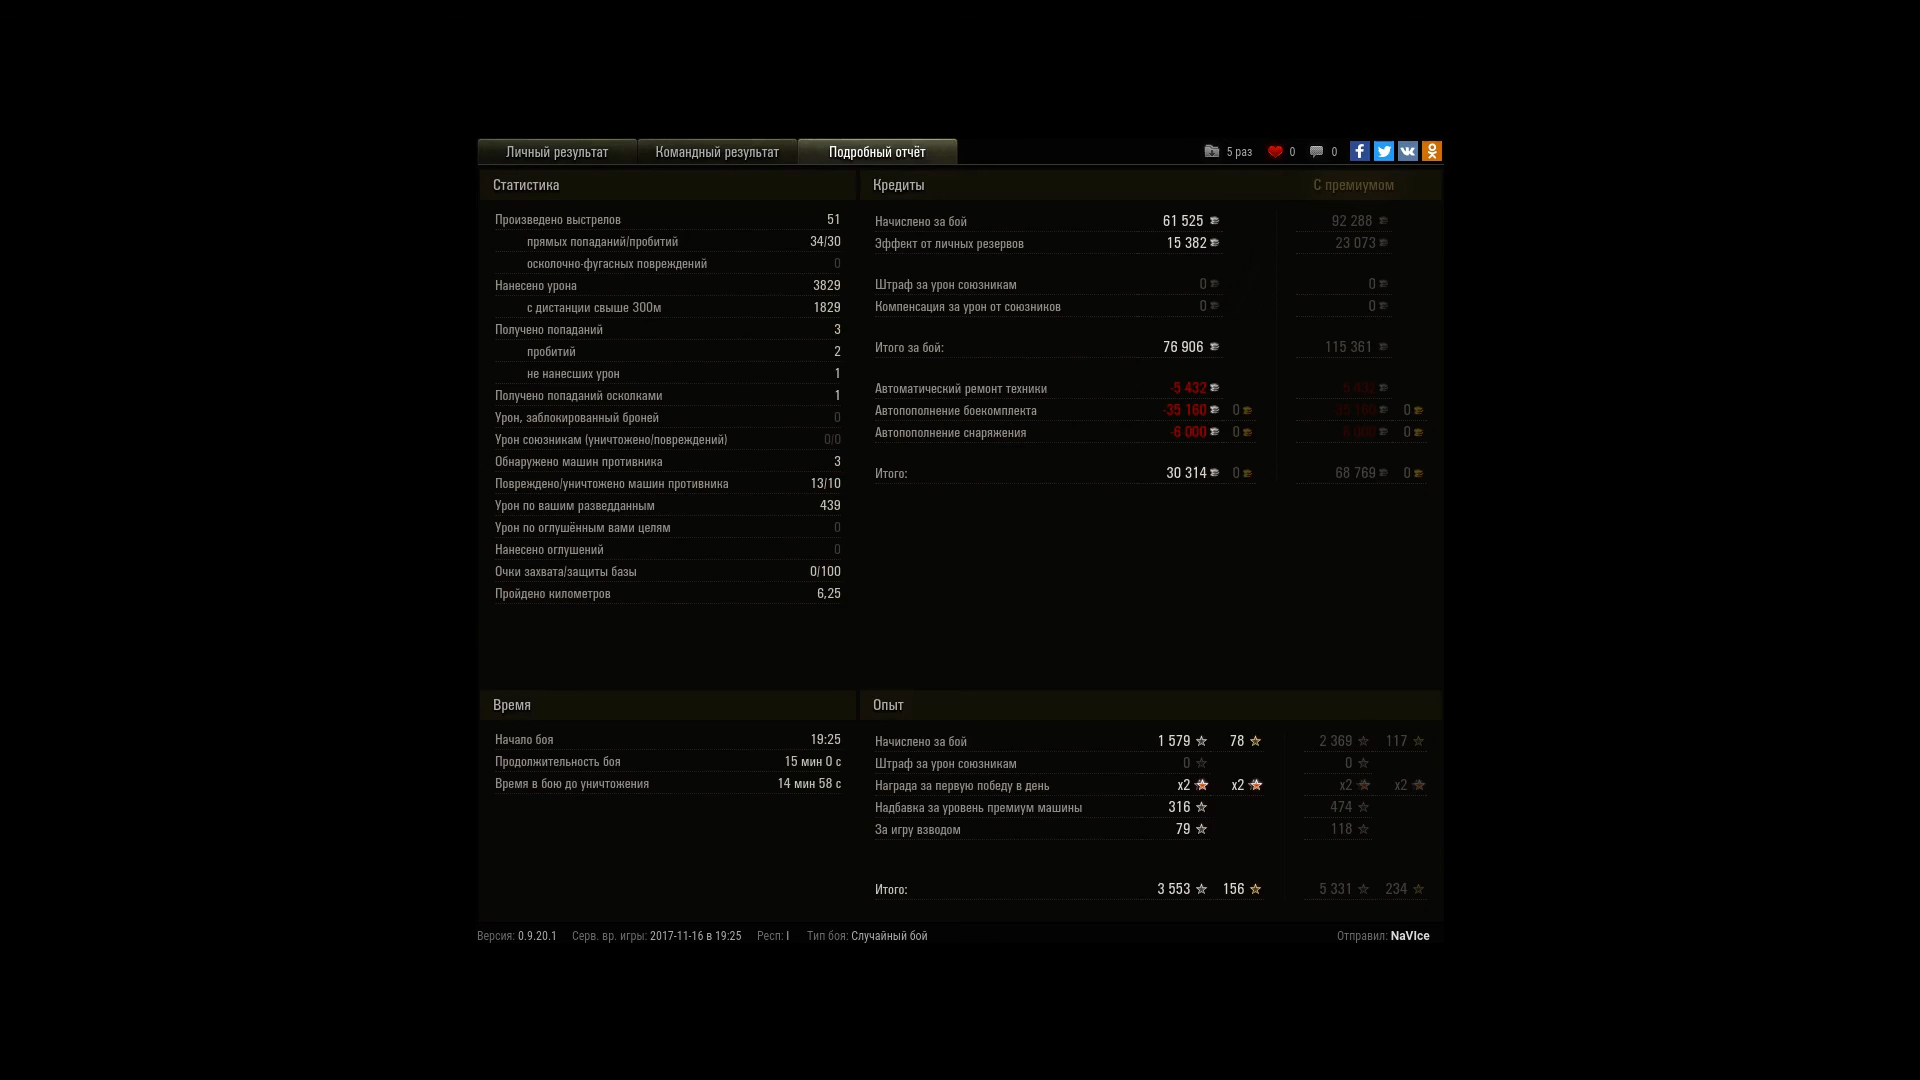 Личный результат Командный результат Подробный отчёт 5 раз 0 0
Статистика
Произведено выстрелов 51
прямых попаданий/пробитий 34/30
осколочно-фугасных повреждений 0
Нанесено урона 3829
с дистанции свыше 300м 1829
Получено попаданий 3
пробитий 2
не нанесших урон 1
Получено попаданий осколками 1
Урон, заблокированный броней 0
Урон союзникам (уничтожено/повреждений) 0/0
Обнаружено машин противника 3
Повреждено/уничтожено машин противника 13/10
Урон по вашим разведданным 439
Урон по оглушённым вами целям 0
Нанесено оглушений 0
Очки захвата/защиты базы 0/100
Пройдено километров 6,25
Кредиты С премиумом
Начислено за бой 61 525 92 288
Эффект от личных резервов 15 382 23 073
Штраф за урон союзникам 0 0
Компенсация за урон от союзников 0 0
Итого за бой: 76 906 115 361
Автоматический ремонт техники -5 432 -5 432
Автопополнение боекомплекта -35 160 0 -35 160 0
Автопополнение снаряжения -6 000 0 -6 000 0
Итого: 30 314 0 68 769 0
Время
Начало боя 19:25
Продолжительность боя 15 мин 0 с
Время в бою до уничтожения 14 мин 58 с
Опыт
Начислено за бой 1 579 78 2 369 117
Штраф за урон союзникам 0 0
Награда за первую победу в день x2 x2 x2 x2
Надбавка за уровень премиум машины 316 474
За игру взводом 79 118
Итого: 3 553 156 5 331 234
Версия: 0.9.20.1 Серв. вр. игры: 2017-11-16 в 19:25 Респ: I Тип боя: Случайный бой Отправил: NaVIce